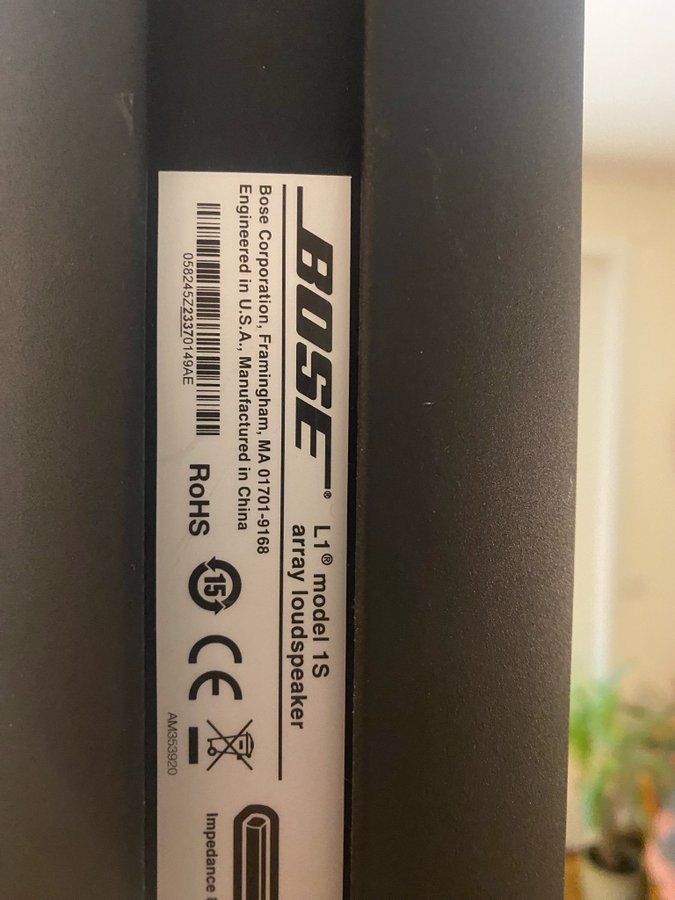 BOSE®
L1® model 1S
array loudspeaker
Bose Corporation, Framingham, MA 01701-9168
Engineered in U.S.A., Manufactured in China
058245Z23370149AE
RoHS
15
CE
AM353920
Impedance